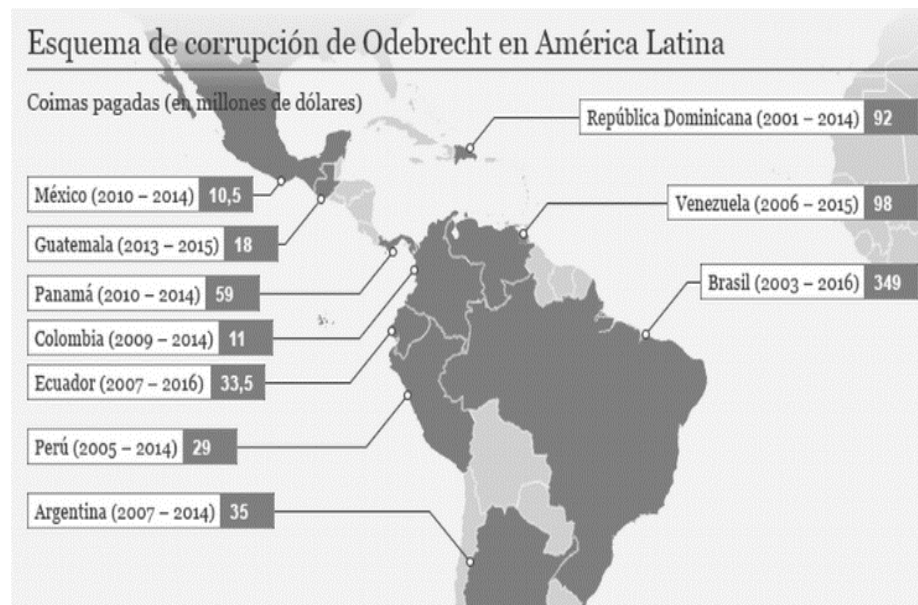 Esquema de corrupción de Odebrecht en América Latina
Coimas pagadas (en millones de dólares)
República Dominicana (2001 – 2014) 92
México (2010 – 2014) 10,5
Venezuela (2006 – 2015) 98
Guatemala (2013 – 2015) 18
Brasil (2003 – 2016) 349
Panamá (2010 – 2014) 59
Colombia (2009 – 2014) 11
Ecuador (2007 – 2016) 33,5
Perú (2005 – 2014) 29
Argentina (2007 – 2014) 35